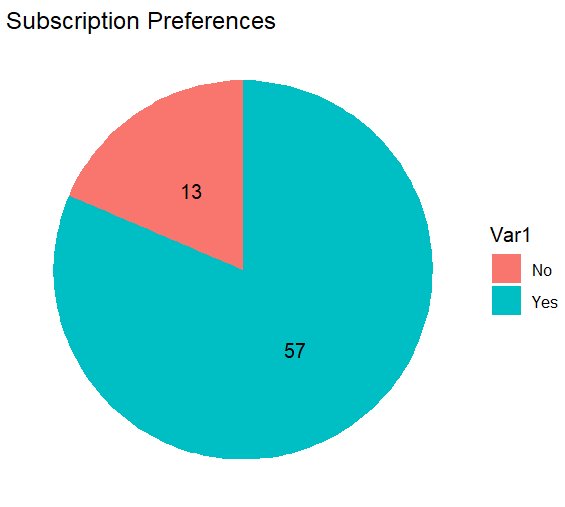 Subscription Preferences
13
57
Var1
No
Yes